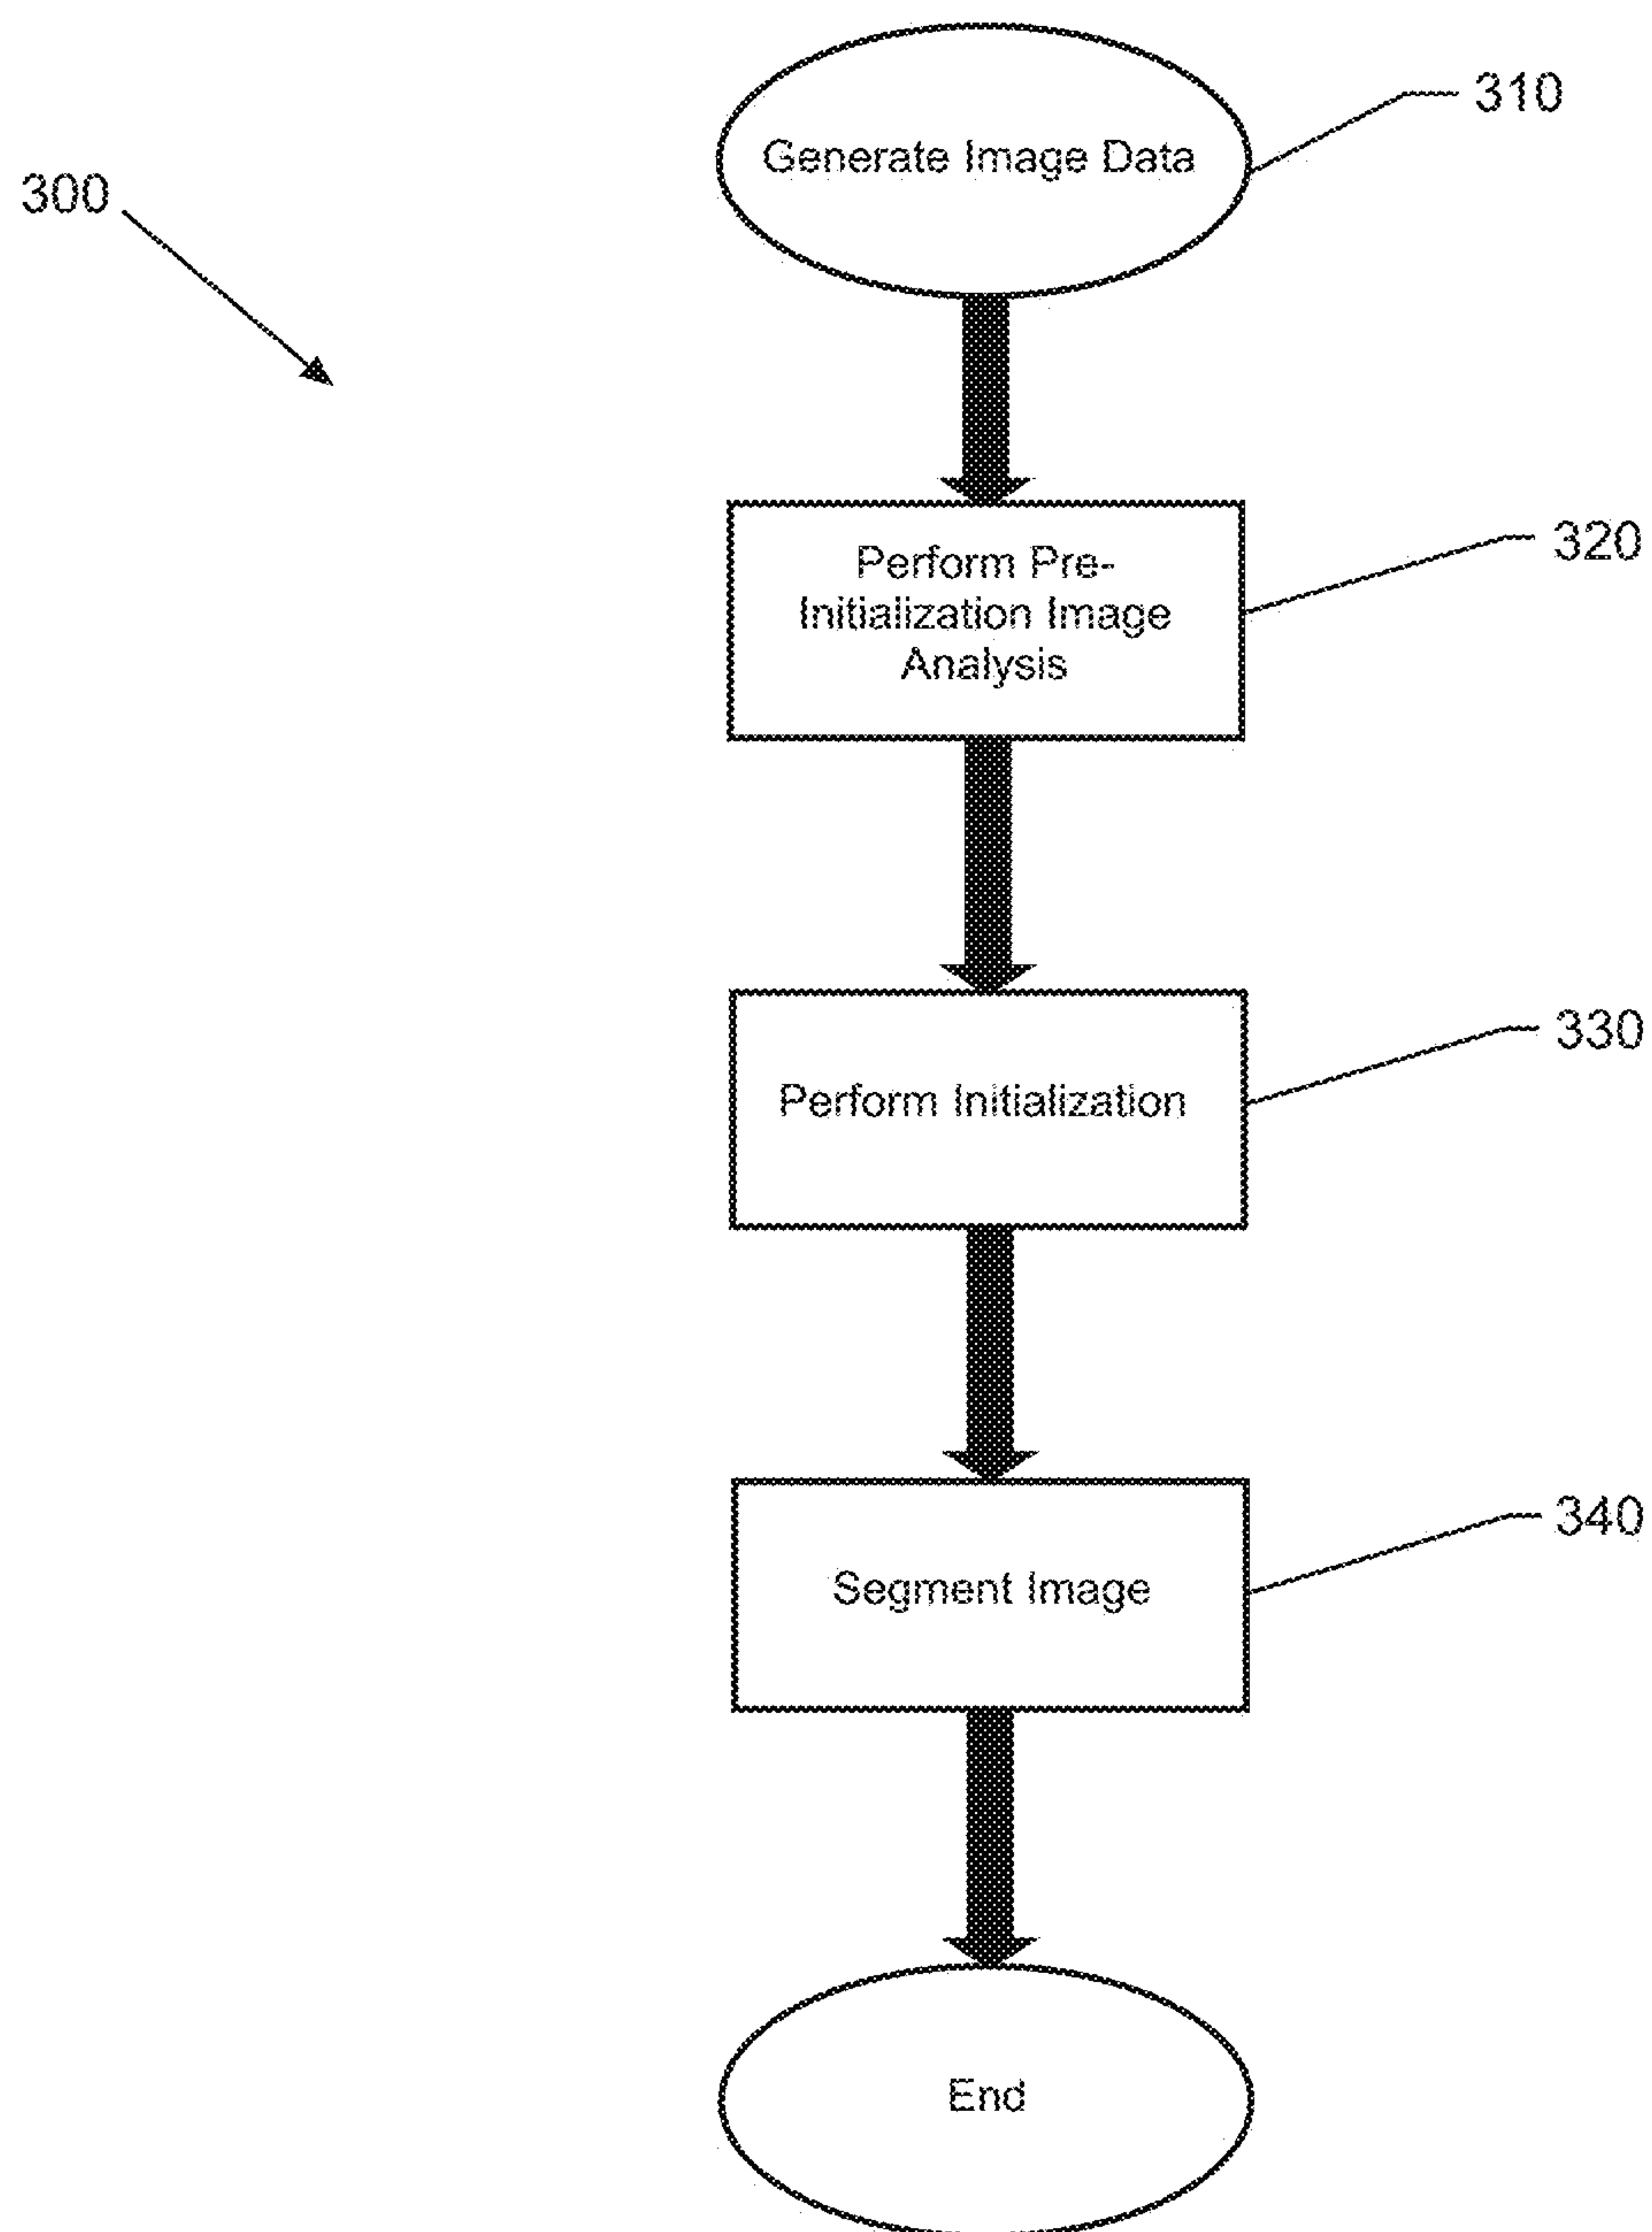 310
Generate Image Data
300
320
Perform Pre-
Initialization Image
Analysis
330
Perform Initialization
340
Segment Image
End